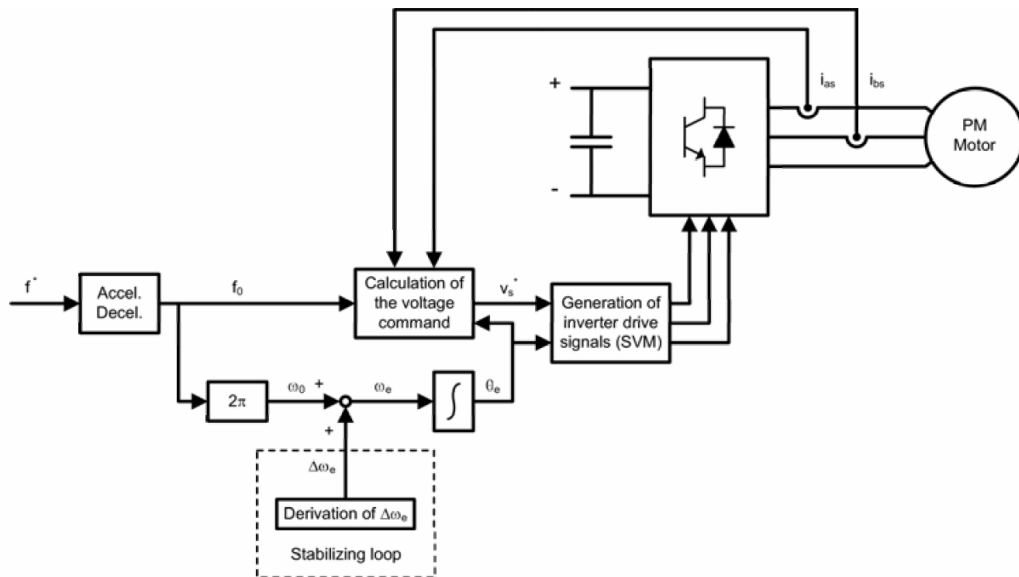 +
-
i_as
i_bs
PM
Motor
f*
Accel.
Decel.
f_0
Calculation of
the voltage
command
v_s*
Generation of
inverter drive
signals (SVM)
2π
ω_0
+
ω_e
∫
θ_e
+
Δω_e
Derivation of Δω_e
Stabilizing loop